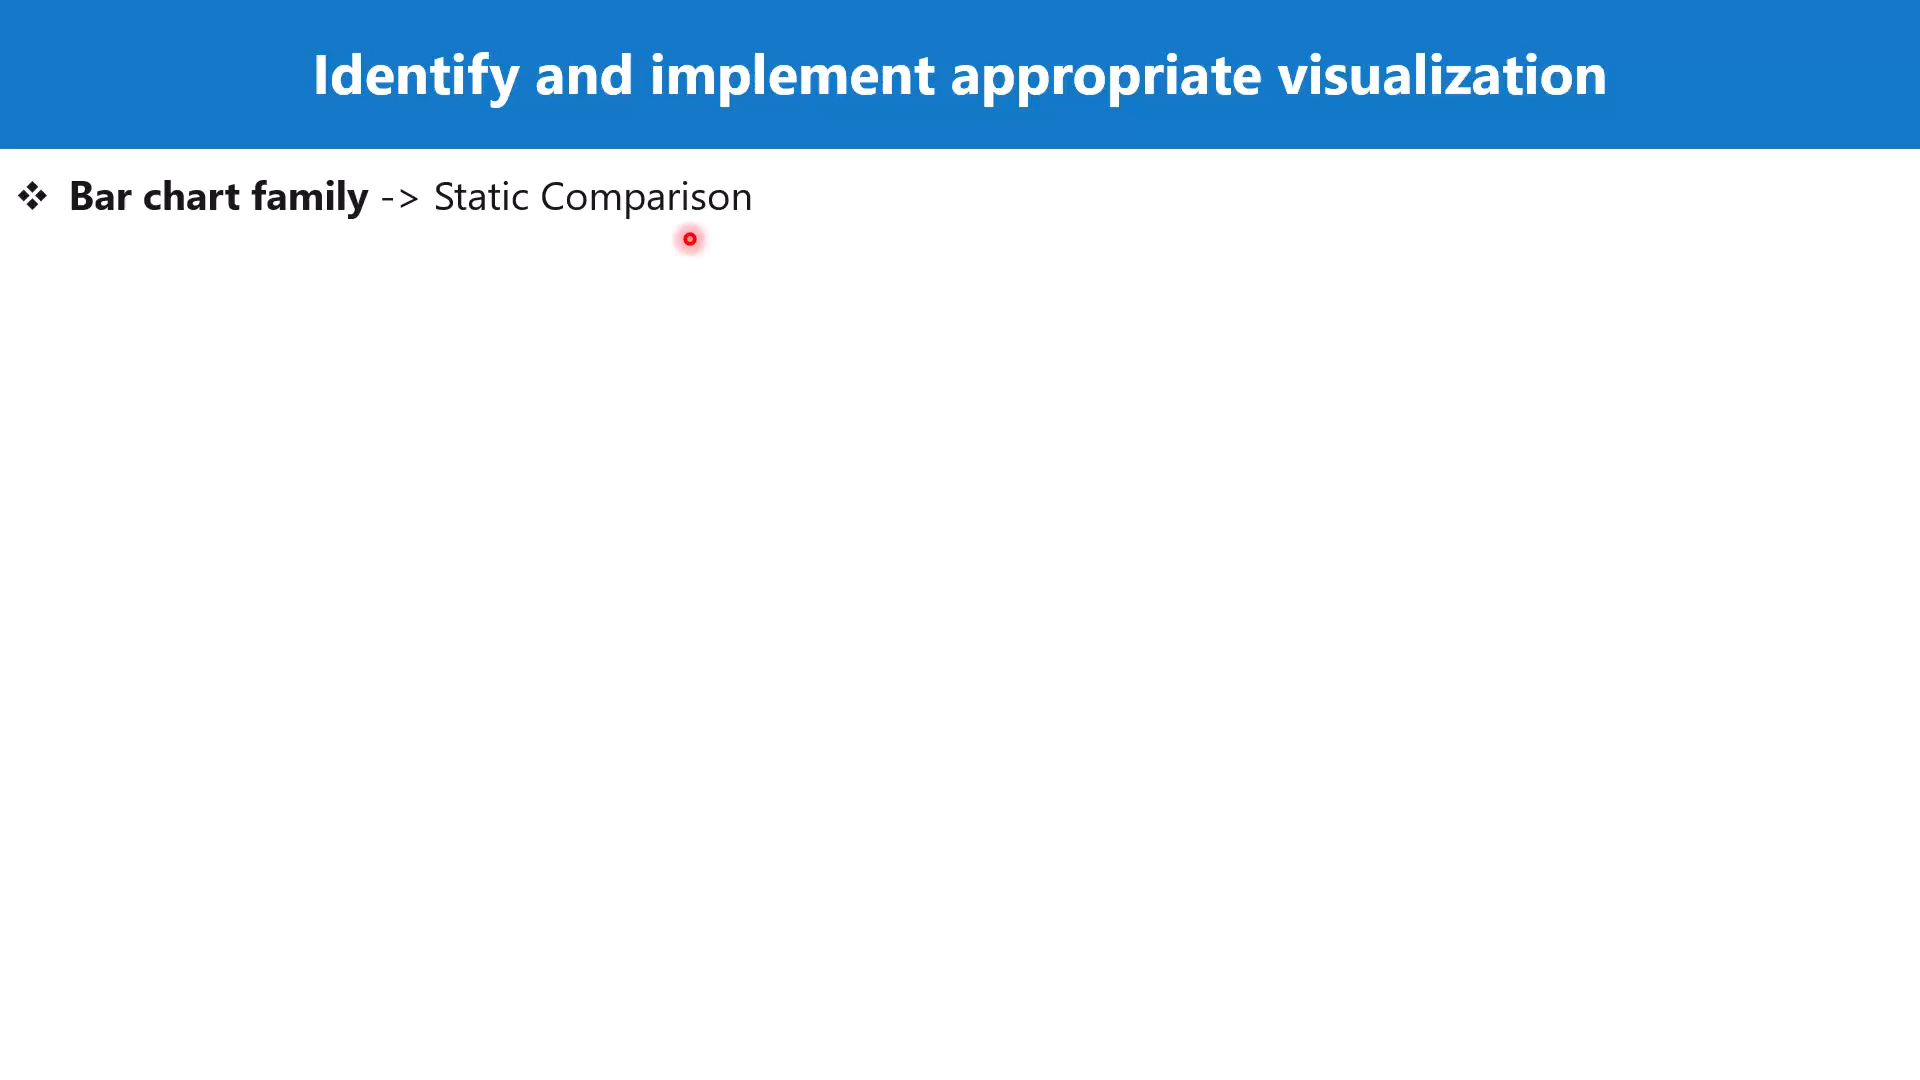 Identify and implement appropriate visualization
❖ Bar chart family -> Static Comparison